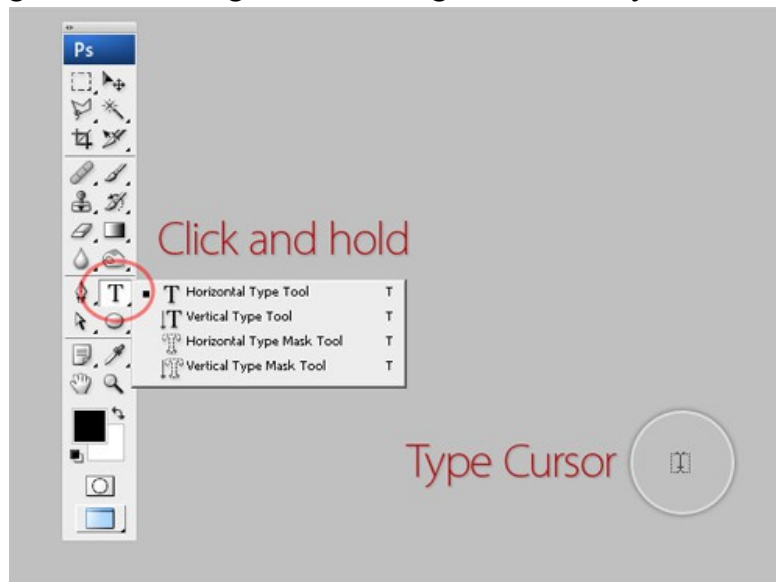 Ps
Click and hold
T
T Horizontal Type Tool T
T Vertical Type Tool T
T Horizontal Type Mask Tool T
T Vertical Type Mask Tool T
Type Cursor